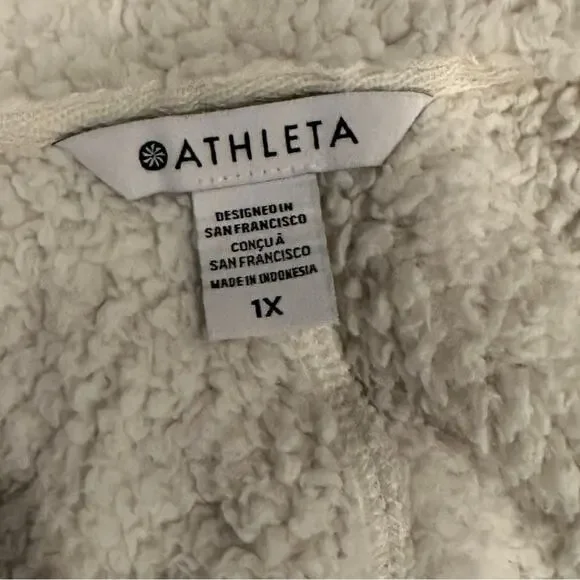 ATHLETA
DESIGNED IN
SAN FRANCISCO
CONÇU À
SAN FRANCISCO
MADE IN INDONESIA
1X